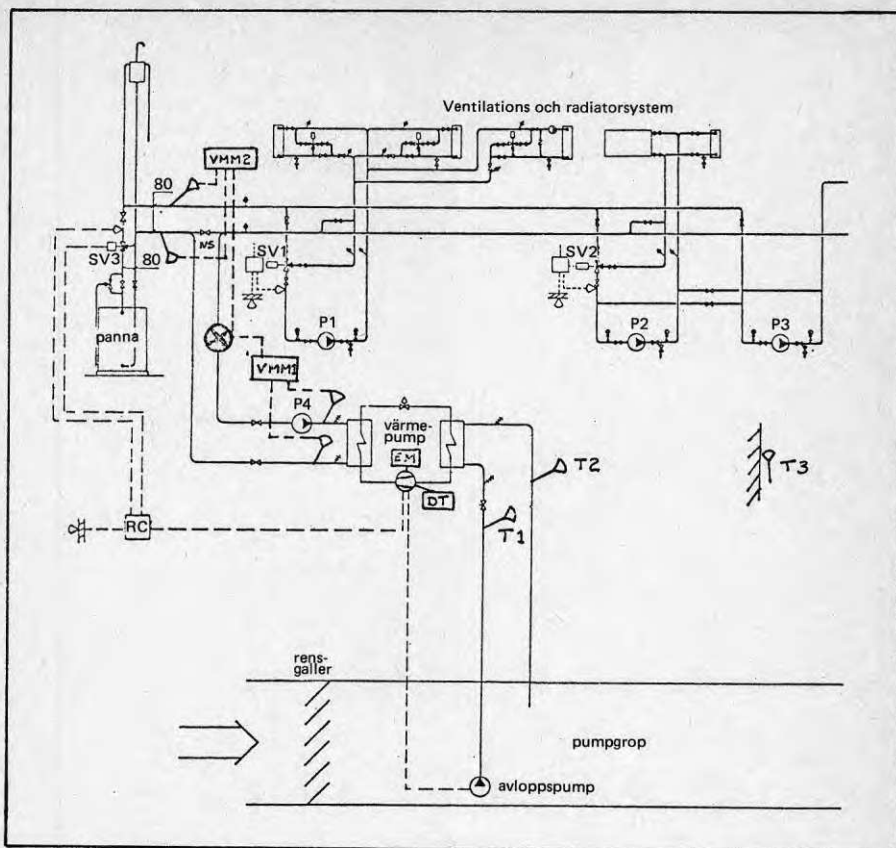 Ventilations och radiatorsystem
VMM2
80
NS
SV3
80
SV1
SV2
panna
P1
P2
P3
VMM1
P4
värme-
pump
EM
DT
T2
T3
T1
RC
rens-
galler
pumpgrop
avloppspump